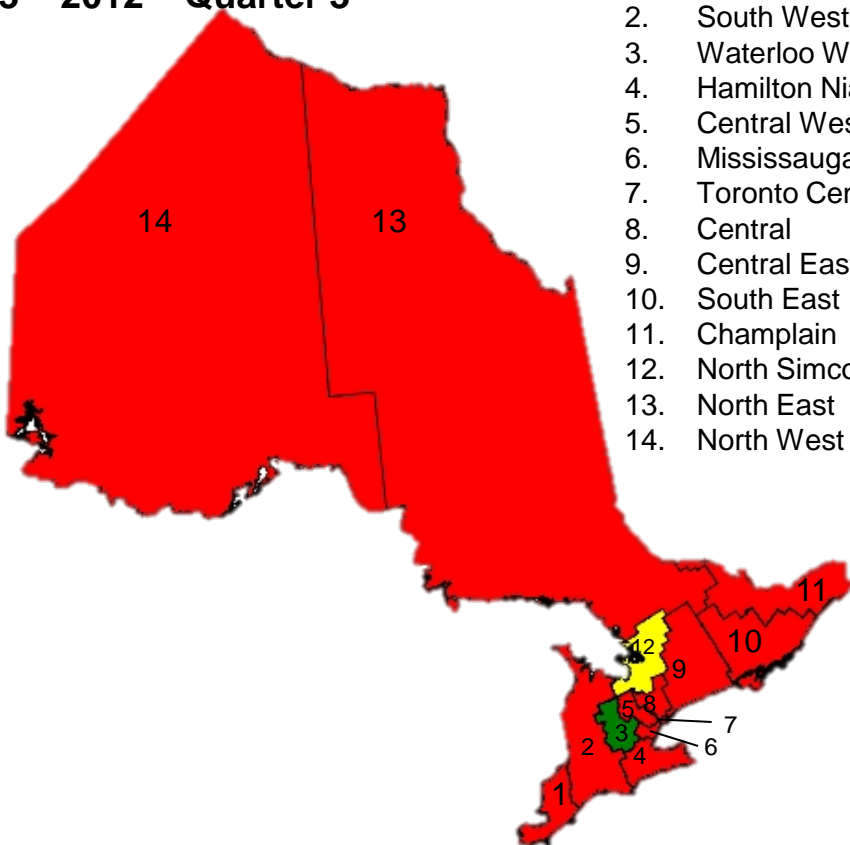 2012 Quarter 3
2. South West
3. Waterloo W
4. Hamilton Nia
5. Central Wes
6. Mississauga
7. Toronto Cen
8. Central
9. Central Eas
10. South East
11. Champlain
12. North Simco
13. North East
14. North West
14
13
11
12
10
9
8
5
7
3
2
6
4
1